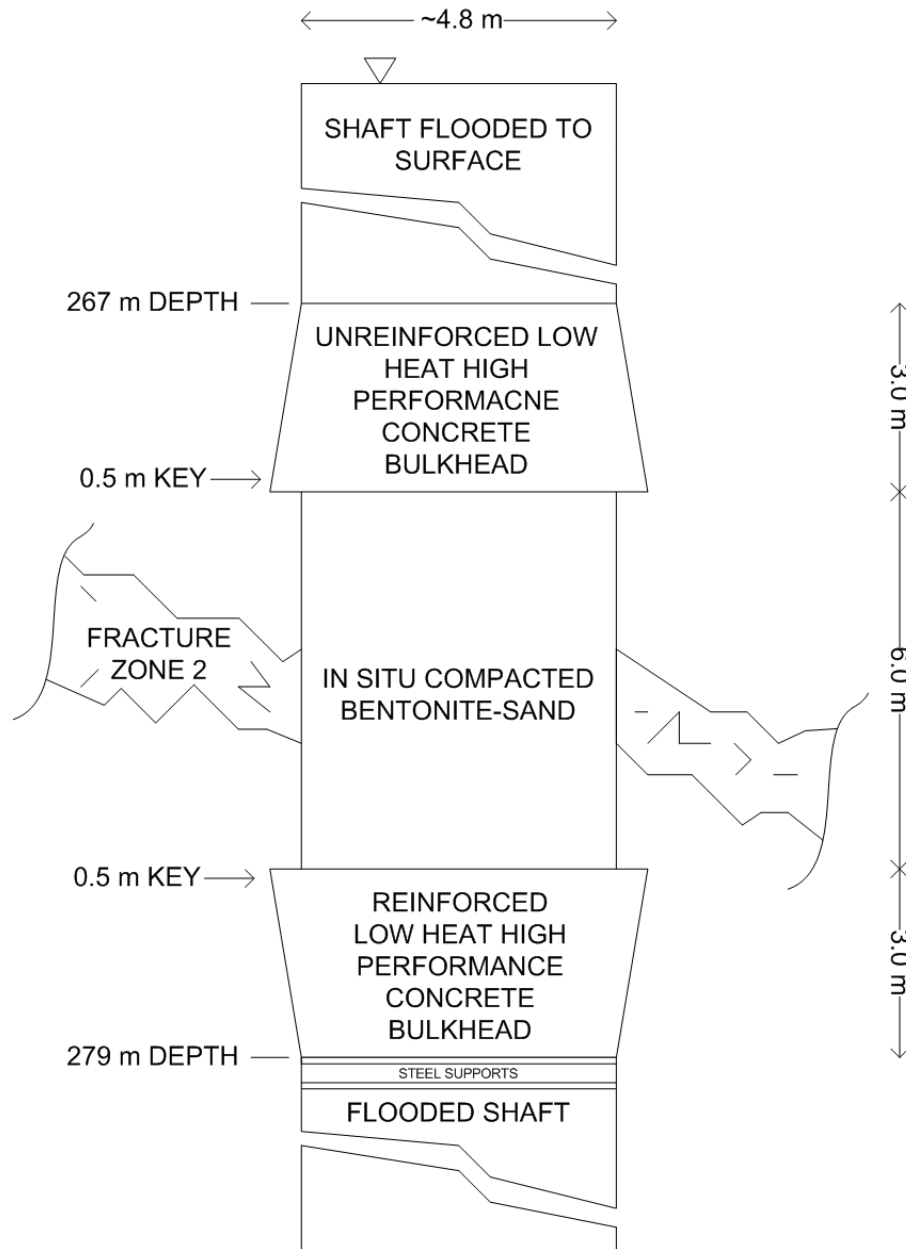 ~4.8 m
SHAFT FLOODED TO
SURFACE
267 m DEPTH
UNREINFORCED LOW
HEAT HIGH
PERFORMACNE
CONCRETE
BULKHEAD
3.0 m
0.5 m KEY
FRACTURE
ZONE 2
IN SITU COMPACTED
BENTONITE-SAND
6.0 m
0.5 m KEY
REINFORCED
LOW HEAT HIGH
PERFORMANCE
CONCRETE
BULKHEAD
3.0 m
279 m DEPTH
STEEL SUPPORTS
FLOODED SHAFT